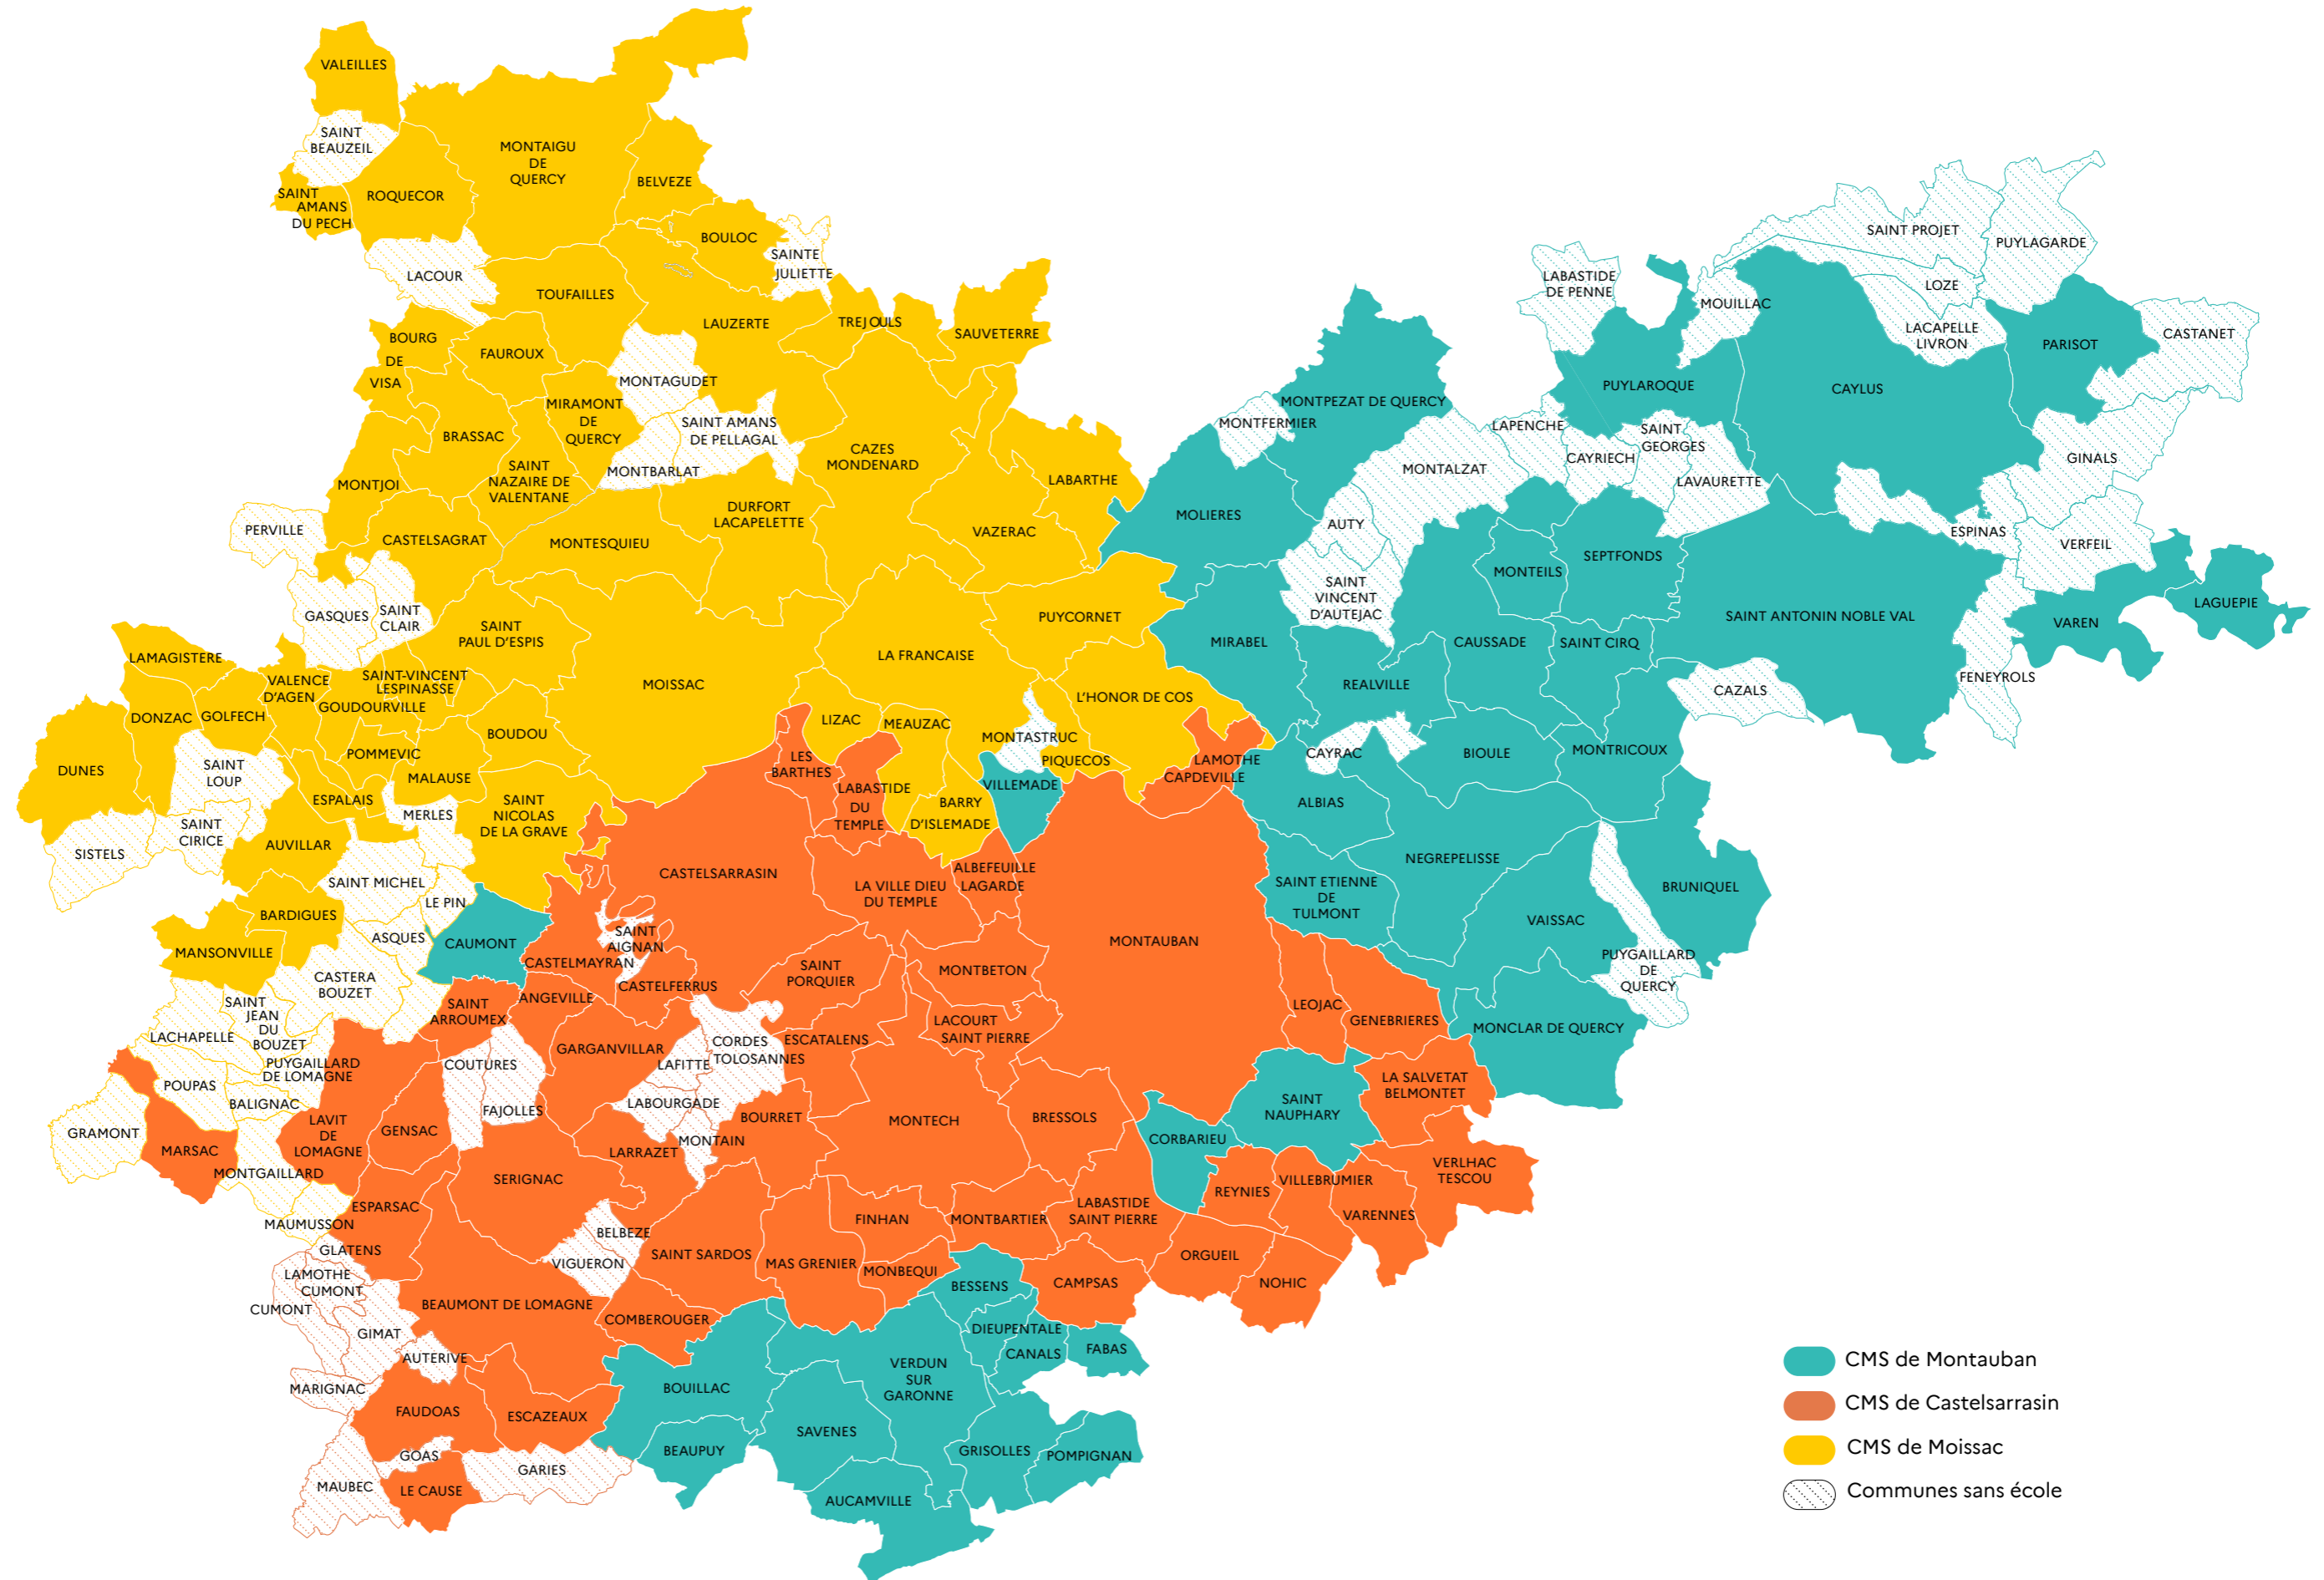 VALEILLES
SAINT
BEAUZEIL
MONTAIGU
DE
QUERCY
BELVEZE
SAINT
AMANS
DU PECH
ROQUECOR
BOULOC
SAINTE
JULIETTE
LACOUR
TOUFAILLES
LAUZERTE
TREJOULS
SAUVETERRE
BOURG
DE
VISA
FAUROUX
MONTAGUDET
MIRAMONT
DE
QUERCY
SAINT AMANS
DE PELLAGAL
BRASSAC
MONTBARLAT
CAZES
MONDENARD
SAINT
NAZAIRE DE
VALENTANE
MONTJOI
LABARTHE
DURFORT
LACAPELETTE
PERVILLE
CASTELSAGRAT
MONTESQUIEU
VAZERAC
GASQUES
SAINT
CLAIR
SAINT
PAUL D'ESPIS
PUYCORNET
LAMAGISTERE
LA FRANCAISE
VALENCE
D'AGEN
SAINT-VINCENT
LESPINASSE
MOISSAC
L'HONOR DE COS
DONZAC
GOLFECH
GOUDOURVILLE
LIZAC
MEAUZAC
BOUDOU
MONTASTRUC
POMMEVIC
PIQUECOS
DUNES
SAINT
LOUP
MALAUSE
LES
BARTHES
LAMOTHE
CAPDEVILLE
LABASTIDE
DU
TEMPLE
VILLEMADE
ESPALAIS
SAINT
NICOLAS
DE LA GRAVE
BARRY
D'ISLEMADE
MERLES
SAINT
CIRICE
AUVILLAR
SISTELS
CASTELSARRASIN
ALBEFEUILLE
LAGARDE
SAINT MICHEL
LA VILLE DIEU
DU TEMPLE
LE PIN
BARDIGUES
ASQUES
CAUMONT
SAINT
AIGNAN
MONTAUBAN
MANSONVILLE
CASTELMAYRAN
SAINT
PORQUIER
MONTBETON
CASTERA
BOUZET
CASTELFERRUS
ANGEVILLE
SAINT
ARROUMEX
SAINT
JEAN
DU
BOUZET
LACHAPELLE
LACOURT
SAINT PIERRE
ESCATALENS
CORDES
TOLOSANNES
GARGANVILLAR
LAFITTE
COUTURES
PUYGAILLARD
DE LOMAGNE
POUPAS
BALIGNAC
FAJOLLES
LABOURGADE
BOURRET
MONTECH
BRESSOLS
GRAMONT
LAVIT
DE
LOMAGNE
GENSAC
MONTAIN
LARRAZET
MARSAC
MONTGAILLARD
SERIGNAC
ESPARSAC
MAUMUSSON
FINHAN
MONTBARTIER
LABASTIDE
SAINT PIERRE
BELBEZE
GLATENS
VIGUERON
SAINT SARDOS
MAS GRENIER
MONBEQUI
LAMOTHE
CUMONT
CUMONT
BESSENS
CAMPSAS
BEAUMONT DE LOMAGNE
COMBEROUGER
GIMAT
DIEUPENTALE
AUTERIVE
CANALS
FABAS
MARIGNAC
BOUILLAC
VERDUN
SUR
GARONNE
FAUDOAS
ESCAZEAUX
SAVENES
BEAUPUY
GRISOLLES
POMPIGNAN
GOAS
GARIES
MAUBEC
LE CAUSE
AUCAMVILLE
SAINT PROJET
PUYLAGARDE
LABASTIDE
DE PENNE
LOZE
MOUILLAC
LACAPELLE
LIVRON
PARISOT
CASTANET
PUYLAROQUE
CAYLUS
MONTPEZAT DE QUERCY
MONTFERMIER
LAPENCHE
SAINT
GEORGES
CAYRIECH
GINALS
MONTALZAT
LAVAURETTE
MOLIERES
AUTY
ESPINAS
VERFEIL
SEPTFONDS
MONTEILS
SAINT
VINCENT
D'AUTEJAC
LAGUEPIE
SAINT ANTONIN NOBLE VAL
VAREN
MIRABEL
CAUSSADE
SAINT CIRQ
FENEYROLS
REALVILLE
CAZALS
CAYRAC
BIOULE
MONTRICOUX
ALBIAS
NEGREPELISSE
SAINT ETIENNE
DE
TULMONT
BRUNIQUEL
VAISSAC
PUYGAILLARD
DE
QUERCY
LEOJAC
GENEBRIERES
MONCLAR DE QUERCY
LA SALVETAT
BELMONTET
SAINT
NAUPHARY
CORBARIEU
VERLHAC
TESCOU
REYNIES
VILLEBRUMIER
VARENNES
ORGUEIL
NOHIC
CMS de Montauban
CMS de Castelsarrasin
CMS de Moissac
Communes sans école